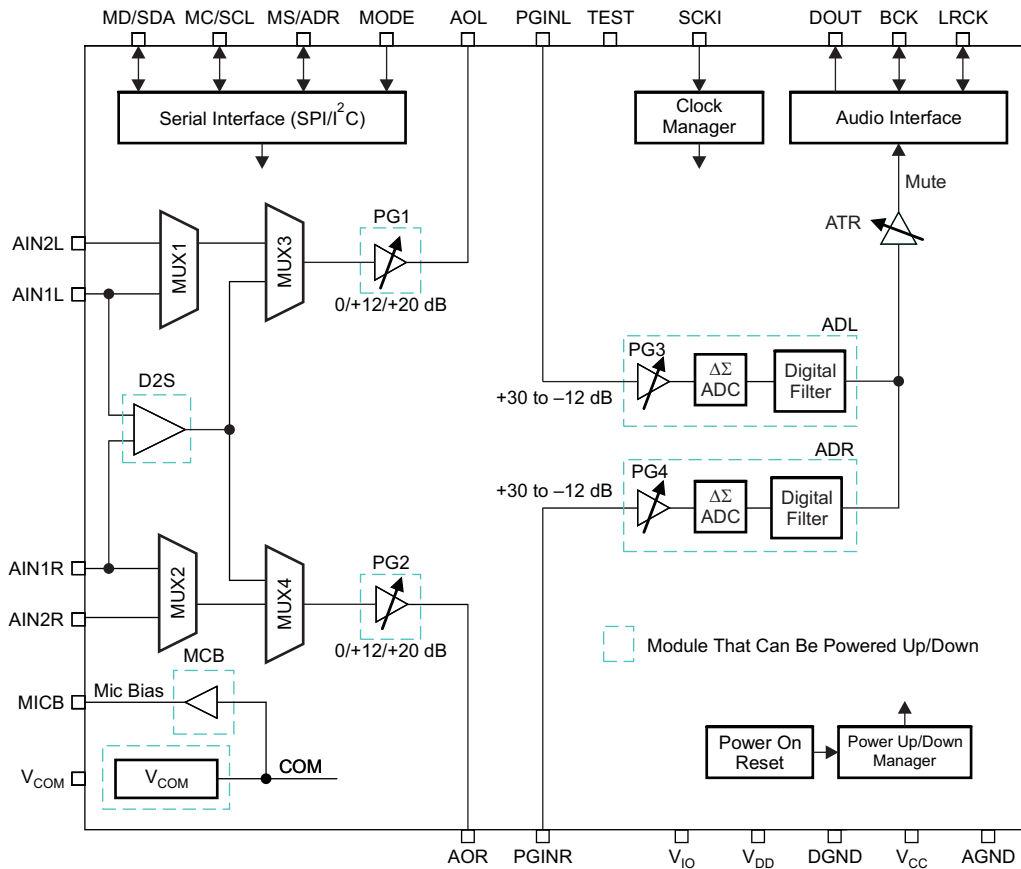 MD/SDA MC/SCL MS/ADR MODE AOL PGINL TEST SCKI DOUT BCK LRCK
Serial Interface (SPI/I²C)
Clock
Manager
Audio Interface
Mute
ATR
AIN2L
AIN1L
MUX1
MUX3
PG1
0/+12/+20 dB
D2S
ADL
PG3
+30 to –12 dB
ΔΣ
ADC
Digital
Filter
ADR
PG4
+30 to –12 dB
ΔΣ
ADC
Digital
Filter
AIN1R
AIN2R
MUX2
MUX4
PG2
0/+12/+20 dB
Module That Can Be Powered Up/Down
MCB
MICB
Mic Bias
VCOM
VCOM
COM
Power On
Reset
Power Up/Down
Manager
AOR PGINR VIO VDD DGND VCC AGND